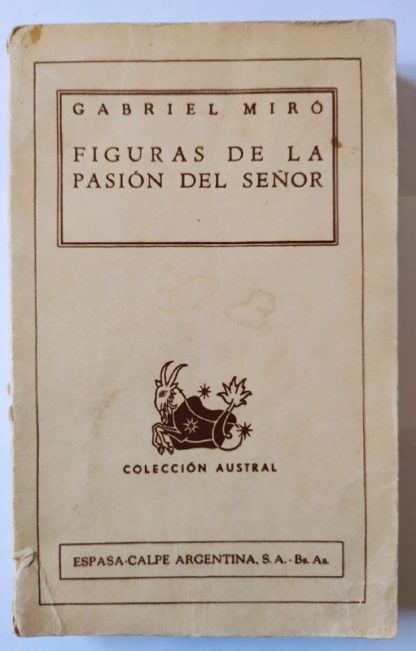 GABRIEL MIRÓ
FIGURAS DE LA
PASIÓN DEL SEÑOR
COLECCIÓN AUSTRAL
ESPASA-CALPE ARGENTINA, S. A. - Bs. As.